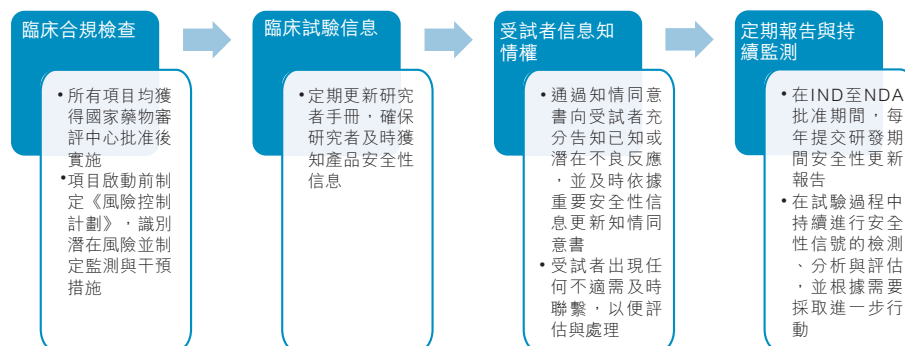 臨床合規檢查
• 所有項目均獲
得國家藥物審
評中心批准後
實施
•項目啟動前制
定《風險控制
計劃》，識別
潛在風險並制
定監測與干預
措施
臨床試驗信息
• 定期更新研究
者手冊，確保
研究者及時獲
知產品安全性
信息
受試者信息知
情權
• 通過知情同意
書向受試者充
分告知已知或
潛在不良反應
，並及時依據
重要安全性信
息更新知情同
意書
• 受試者出現任
何不適需及時
聯繫，以便評
估與處理
定期報告與持
續監測
• 在IND至NDA
批准期間，每
年提交研發期
間安全性更新
報告
• 在試驗過程中
持續進行安全
性信號的檢測
、分析與評估
，並根據需要
採取進一步行
動